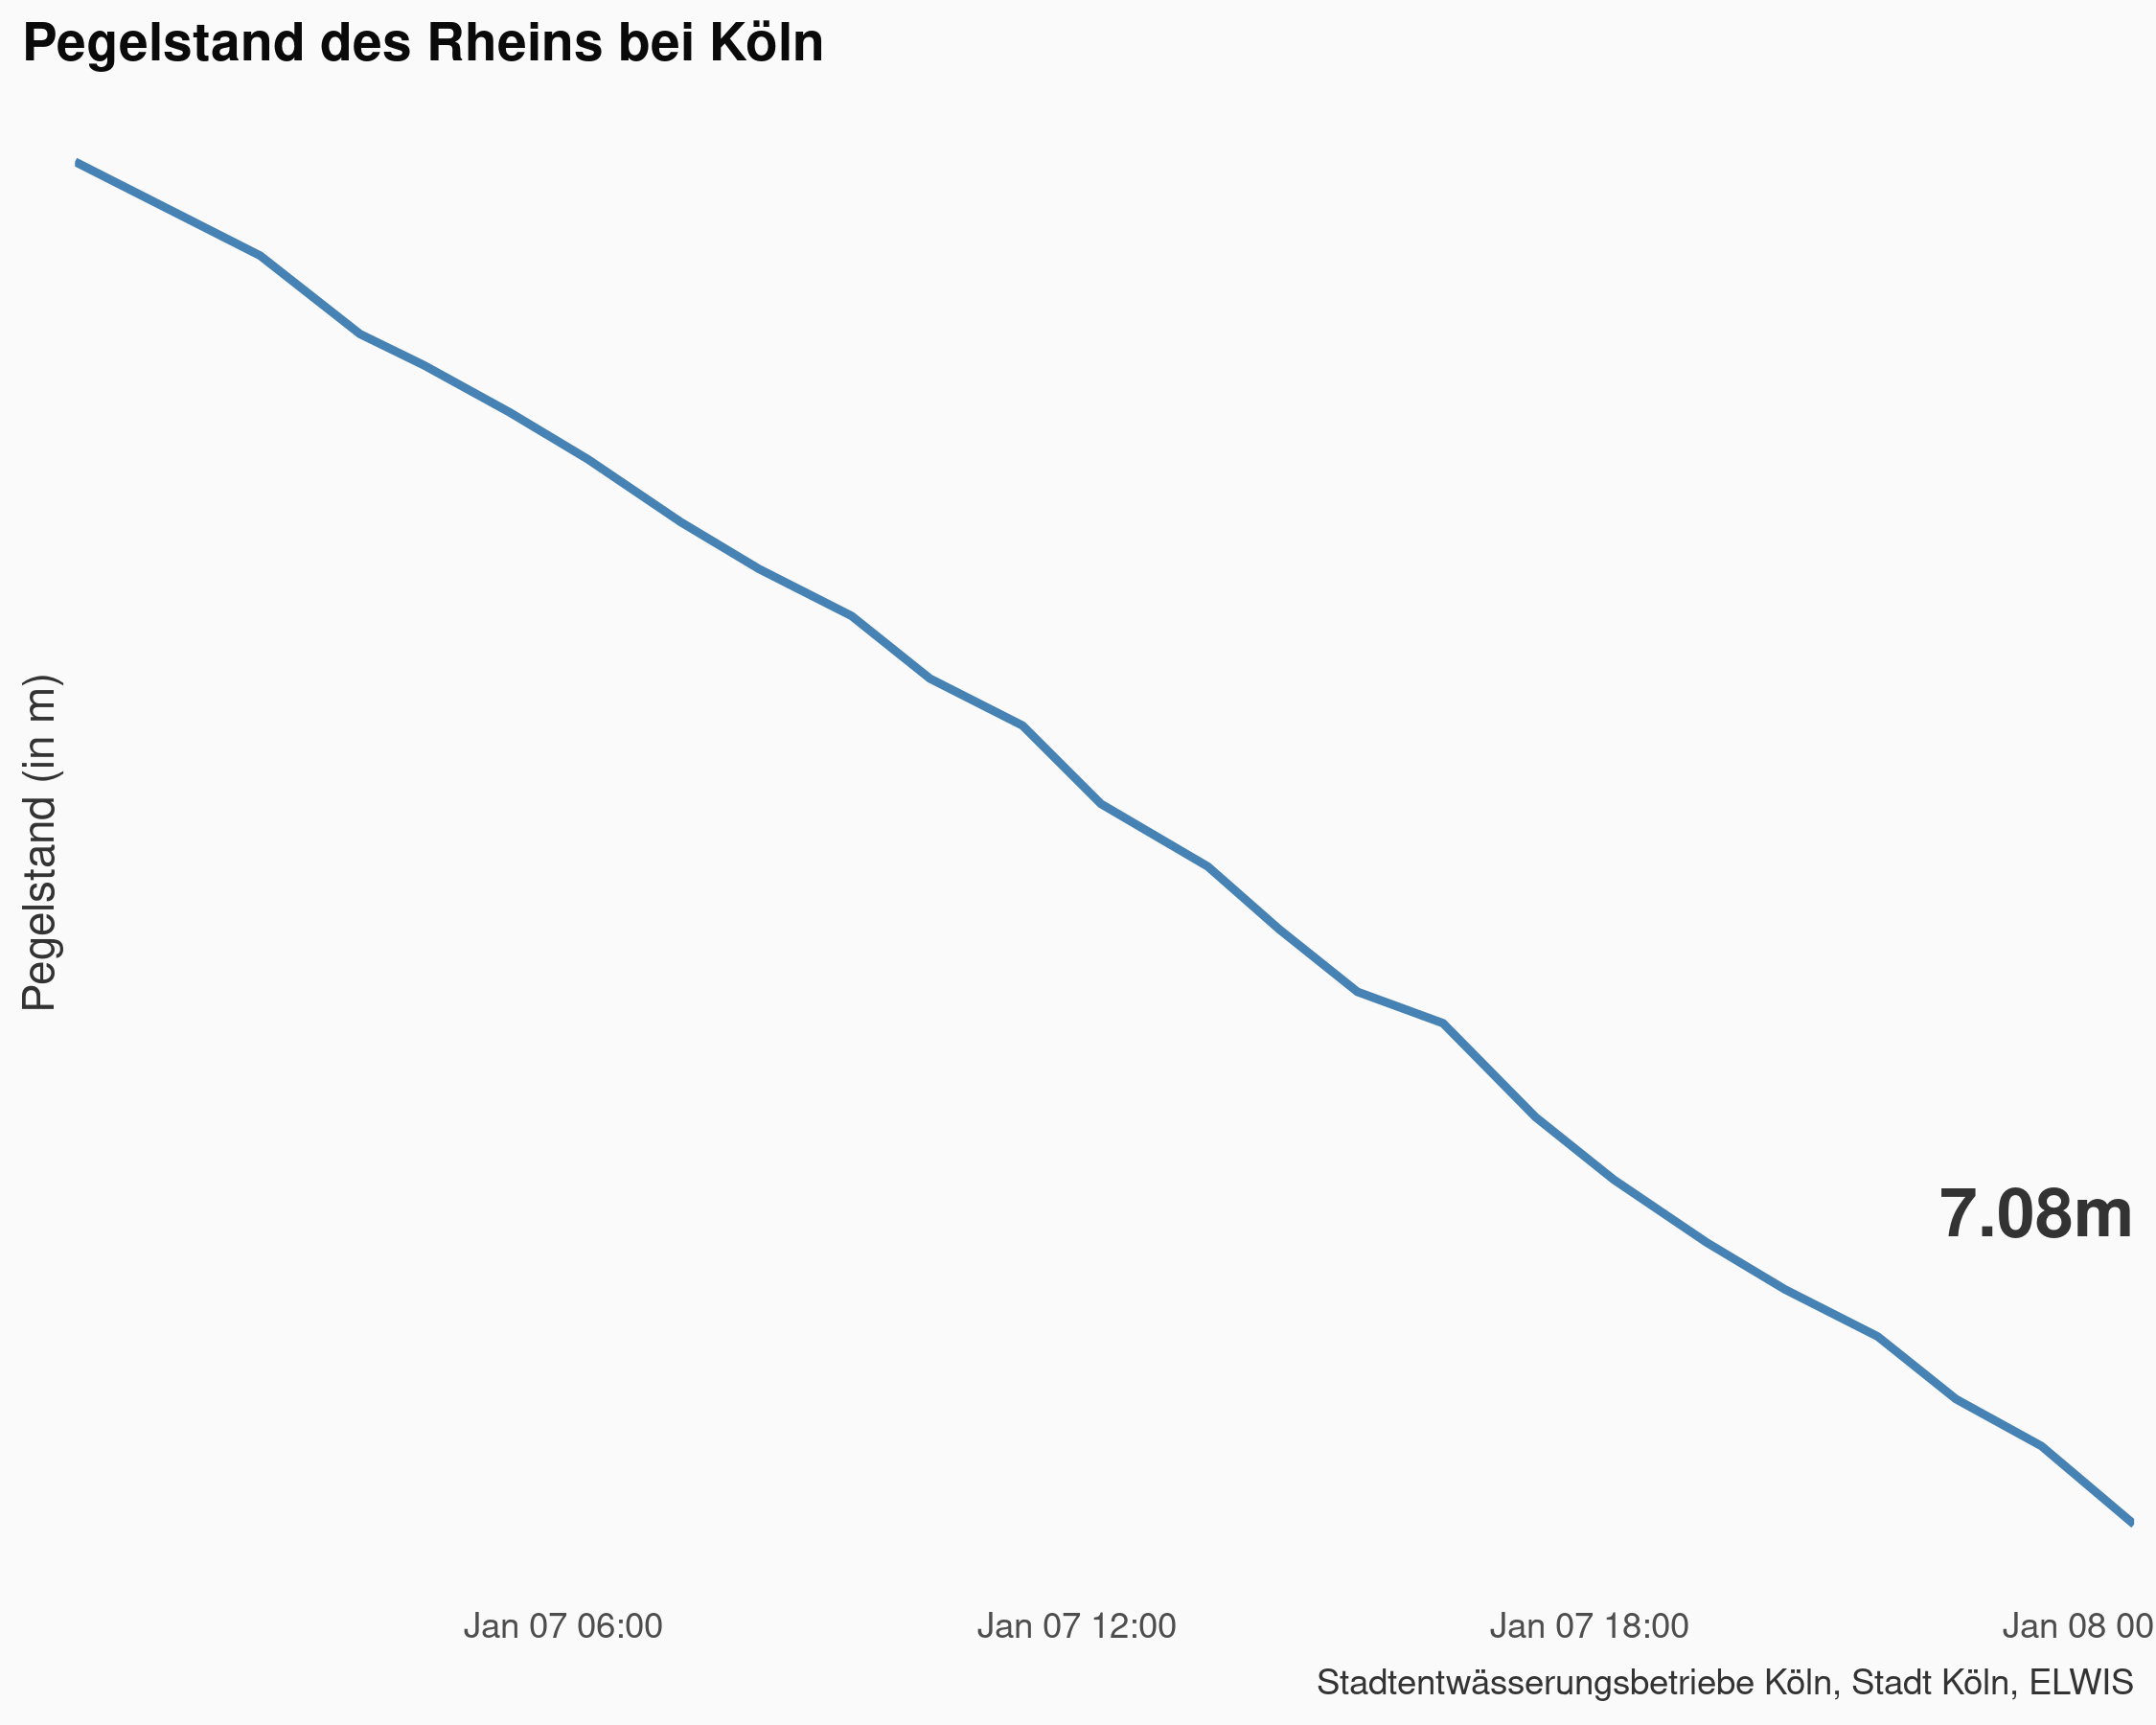 Pegelstand des Rheins bei Köln
Pegelstand (in m)
7.08m
Jan 07 06:00
Jan 07 12:00
Jan 07 18:00
Jan 08 00
Stadtentwässerungsbetriebe Köln, Stadt Köln, ELWIS